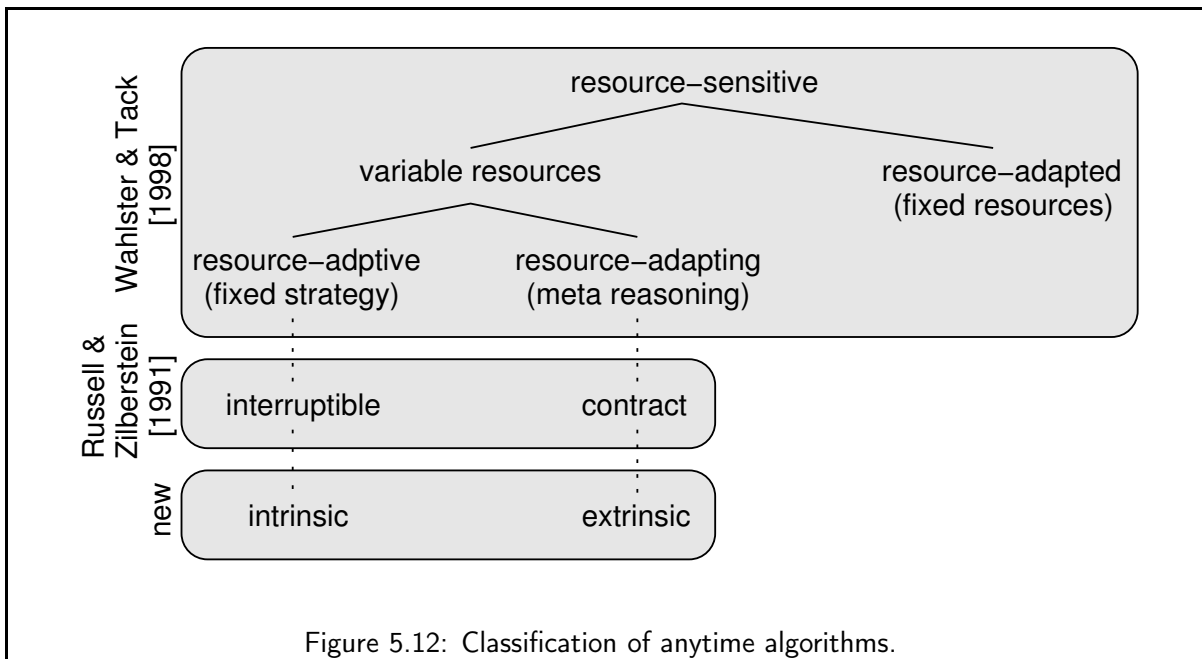 Wahlster & Tack
[1998]
resource−sensitive
variable resources
resource−adapted
(fixed resources)
resource−adptive
(fixed strategy)
resource−adapting
(meta reasoning)
Russell &
Zilberstein
[1991]
interruptible
contract
new
intrinsic
extrinsic
Figure 5.12: Classification of anytime algorithms.